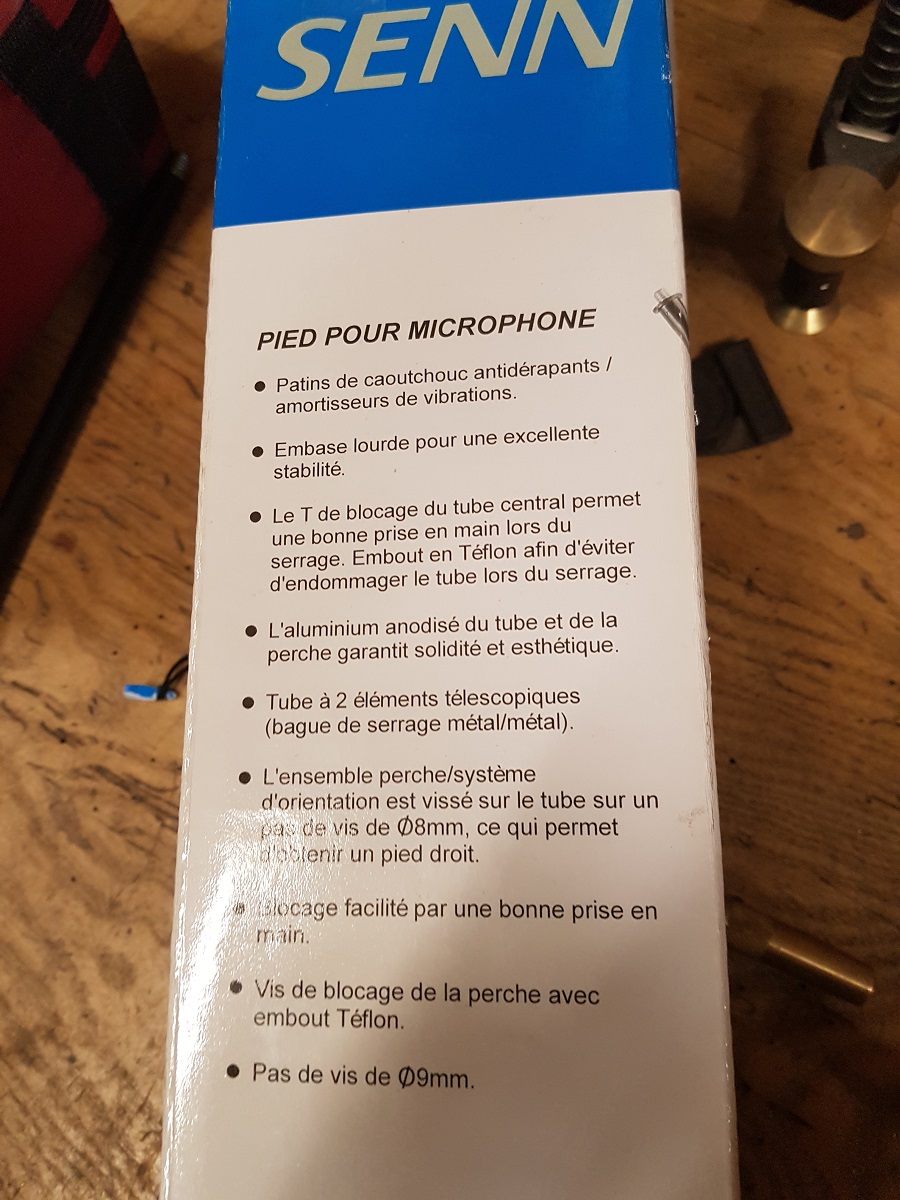 SENN
PIED POUR MICROPHONE
● Patins de caoutchouc antidérapants /
amortisseurs de vibrations.
● Embase lourde pour une excellente
stabilité.
● Le T de blocage du tube central permet
une bonne prise en main lors du
serrage. Embout en Téflon afin d'éviter
d'endommager le tube lors du serrage.
● L'aluminium anodisé du tube et de la
perche garantit solidité et esthétique.
● Tube à 2 éléments télescopiques
(bague de serrage métal/métal).
● L'ensemble perche/système
d'orientation est vissé sur le tube sur un
pas de vis de Ø8mm, ce qui permet
d'obtenir un pied droit.
● Blocage facilité par une bonne prise en
main.
● Vis de blocage de la perche avec
embout Téflon.
● Pas de vis de Ø9mm.